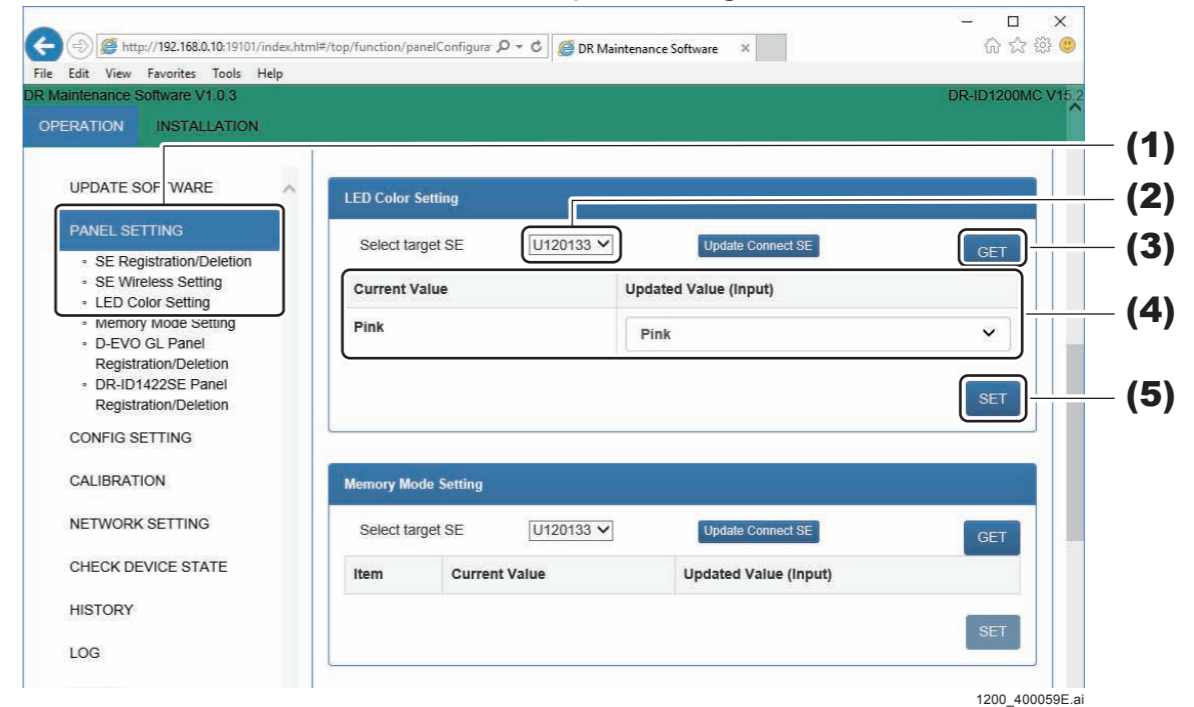 http://192.168.0.10:19101/index.html#/top/function/panelConfigura
DR Maintenance Software
File Edit View Favorites Tools Help
DR Maintenance Software V1.0.3 DR-ID1200MC V15.2
OPERATION INSTALLATION
(1)
UPDATE SOFTWARE
PANEL SETTING
SE Registration/Deletion
SE Wireless Setting
LED Color Setting
Memory Mode Setting
D-EVO GL Panel
Registration/Deletion
DR-ID1422SE Panel
Registration/Deletion
CONFIG SETTING
CALIBRATION
NETWORK SETTING
CHECK DEVICE STATE
HISTORY
LOG
LED Color Setting
(2)
Select target SE U120133 Update Connect SE GET
(3)
Current Value Updated Value (Input)
Pink Pink
(4)
SET
(5)
Memory Mode Setting
Select target SE U120133 Update Connect SE GET
Item Current Value Updated Value (Input)
SET
1200_400059E.ai